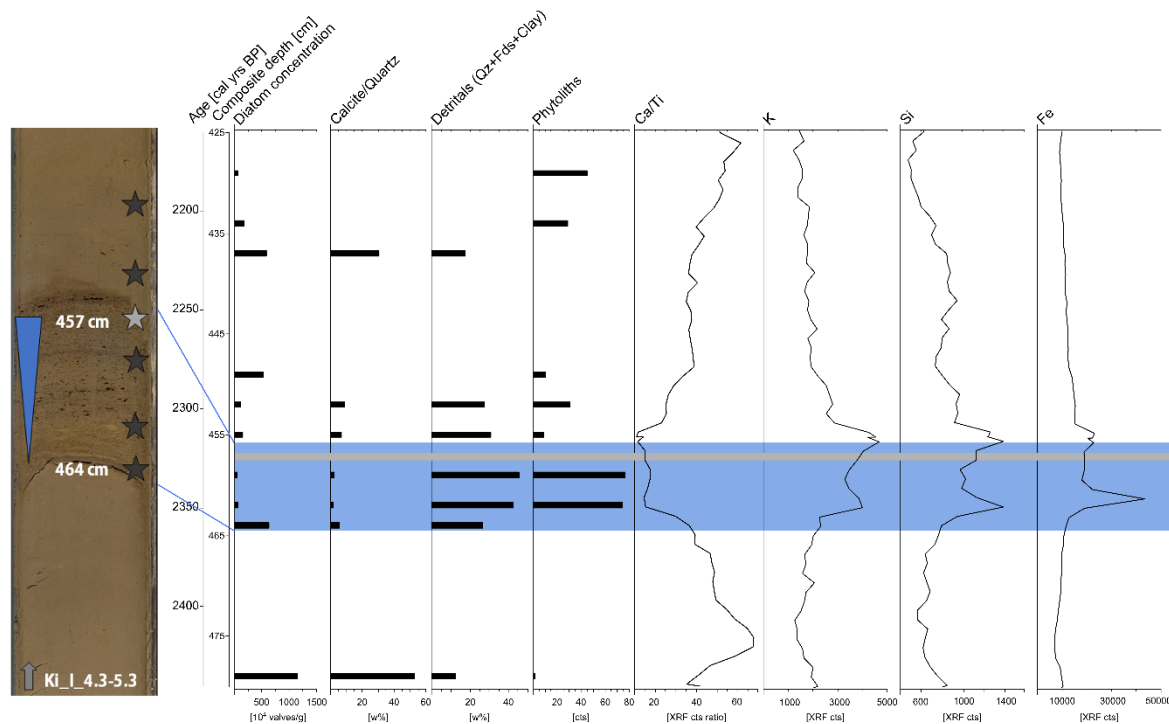 Age [cal yrs BP]
Composite depth [cm]
Diatom concentration
Calcite/Quartz
Detritals (Qz+Fds+Clay)
Phytoliths
Ca/Ti
K
Si
Fe
425
2200
435
2250
457 cm
445
2300
455
464 cm
2350
465
2400
475
Ki_I_4.3-5.3
500 1000 1500
0 20 40 60
0 20 40
0 20 40 60 80
20 40 60
1000 3000 5000
600 1000 1400
10000 30000 50000
[10⁴ valves/g]
[w%]
[w%]
[cts]
[XRF cts ratio]
[XRF cts]
[XRF cts]
[XRF cts]